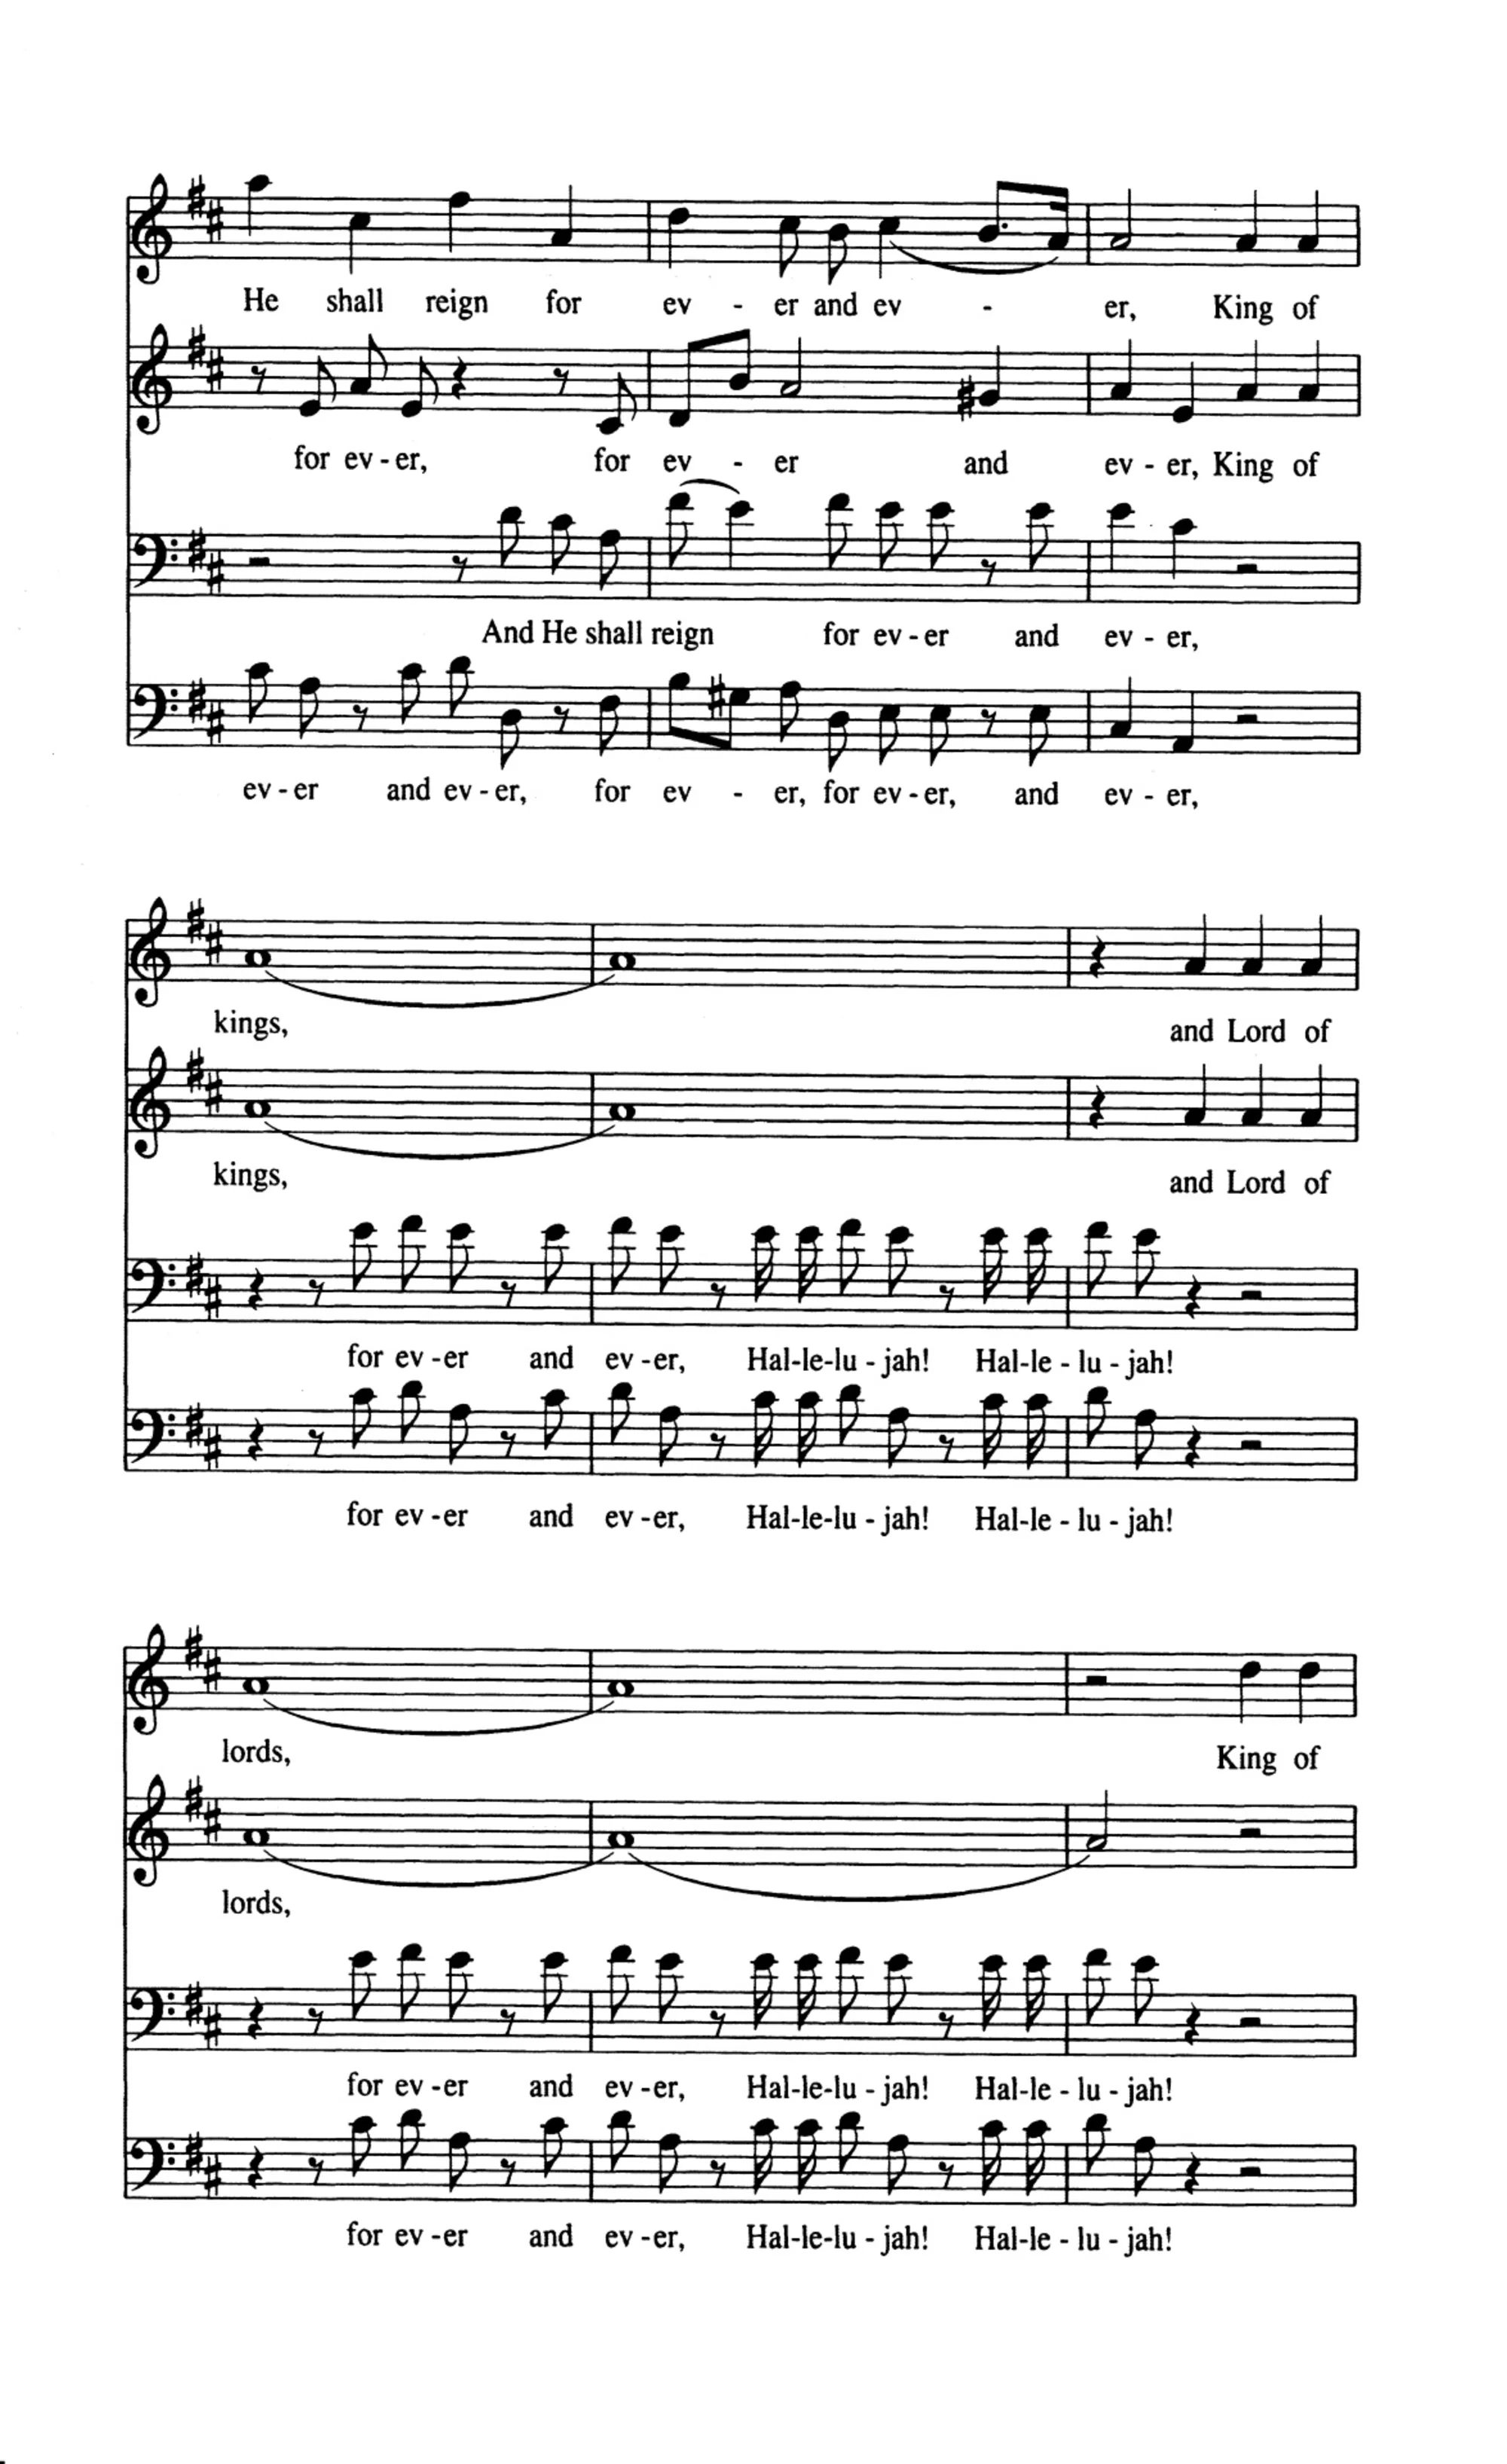 He shall reign for ev - er and ev - er, King of
for ev - er, for ev - er and ev - er, King of
And He shall reign for ev - er and ev - er,
ev - er and ev - er, for ev - er, for ev - er, and ev - er,
kings, and Lord of
kings, and Lord of
for ev - er and ev - er, Hal-le-lu - jah! Hal-le - lu - jah!
for ev - er and ev - er, Hal-le-lu - jah! Hal-le - lu - jah!
lords, King of
lords,
for ev - er and ev - er, Hal-le-lu - jah! Hal-le - lu - jah!
for ev - er and ev - er, Hal-le-lu - jah! Hal-le - lu - jah!